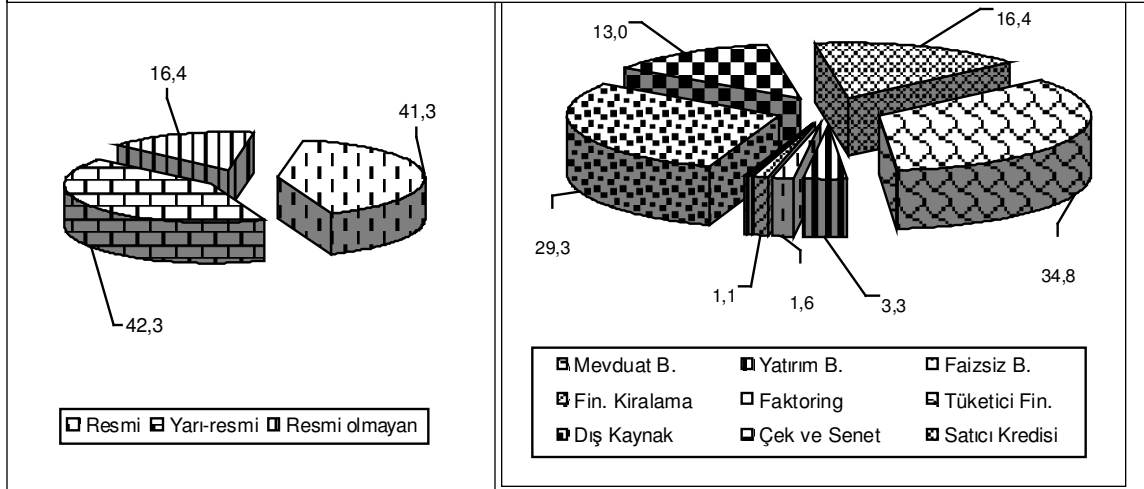 16,4
41,3
42,3
Resmi Yarı-resmi Resmi olmayan
13,0
16,4
29,3
34,8
1,1
1,6
3,3
Mevduat B. Yatırım B. Faizsiz B.
Fin. Kiralama Faktoring Tüketici Fin.
Dış Kaynak Çek ve Senet Satıcı Kredisi